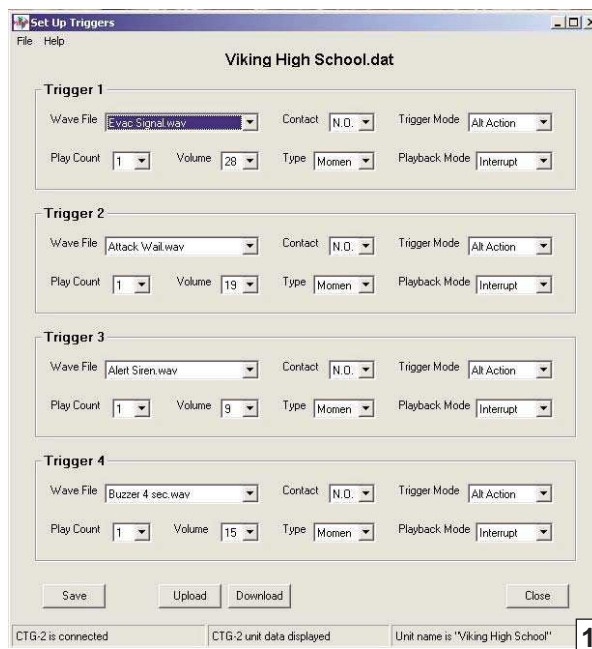 Set Up Triggers
File Help
Viking High School.dat
Trigger 1
Wave File Evac Signal.wav Contact N.O. Trigger Mode Alt Action
Play Count 1 Volume 28 Type Momen Playback Mode Interrupt
Trigger 2
Wave File Attack Wail.wav Contact N.O. Trigger Mode Alt Action
Play Count 1 Volume 19 Type Momen Playback Mode Interrupt
Trigger 3
Wave File Alert Siren.wav Contact N.O. Trigger Mode Alt Action
Play Count 1 Volume 9 Type Momen Playback Mode Interrupt
Trigger 4
Wave File Buzzer 4 sec.wav Contact N.O. Trigger Mode Alt Action
Play Count 1 Volume 15 Type Momen Playback Mode Interrupt
Save Upload Download Close
CTG-2 is connected CTG-2 unit data displayed Unit name is "Viking High School" 1